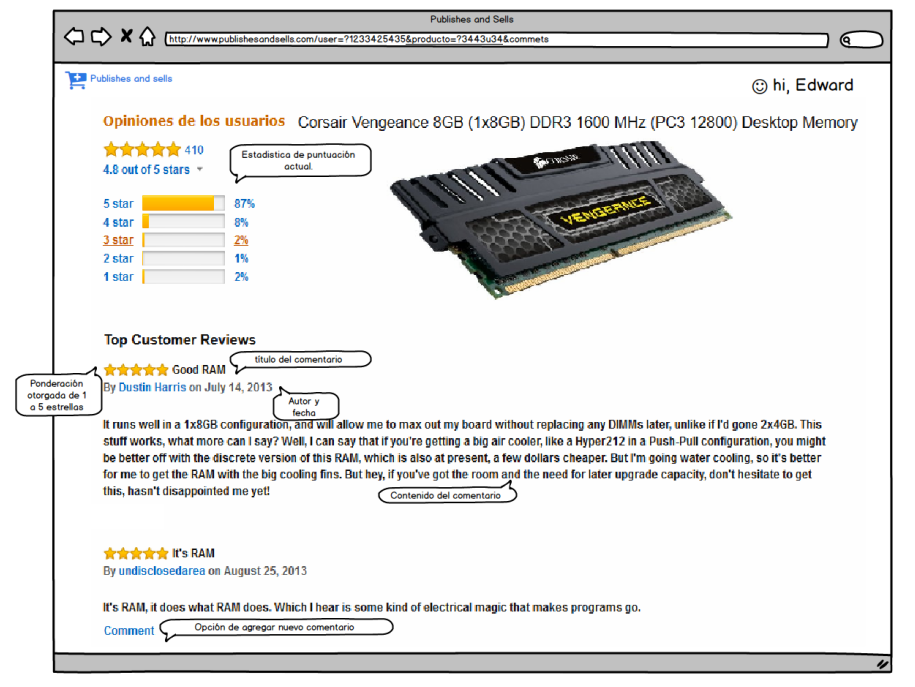 Publishes and Sells
http://www.publishesandsells.com/user=?1233425435&producto=?3443u34&commets
Publishes and sells
hi, Edward
Opiniones de los usuarios
Corsair Vengeance 8GB (1x8GB) DDR3 1600 MHz (PC3 12800) Desktop Memory
410
4.8 out of 5 stars
Estadistica de puntuación
actual.
CORSAIR
VENGEANCE
5 star 87%
4 star 8%
3 star 2%
2 star 1%
1 star 2%
Top Customer Reviews
titulo del comentario
Good RAM
Ponderación
otorgada de 1
a 5 estrellas
By Dustin Harris on July 14, 2013
Autor y
fecha
It runs well in a 1x8GB configuration, and will allow me to max out my board without replacing any DIMMs later, unlike if I'd gone 2x4GB. This
stuff works, what more can I say? Well, I can say that if you're getting a big air cooler, like a Hyper212 in a Push-Pull configuration, you might
be better off with the discrete version of this RAM, which is also at present, a few dollars cheaper. But I'm going water cooling, so it's better
for me to get the RAM with the big cooling fins. But hey, if you've got the room and the need for later upgrade capacity, don't hesitate to get
this, hasn't disappointed me yet!
Contenido del comentario
It's RAM
By undisclosedarea on August 25, 2013
It's RAM, it does what RAM does. Which I hear is some kind of electrical magic that makes programs go.
Comment
Opción de agregar nuevo comentario